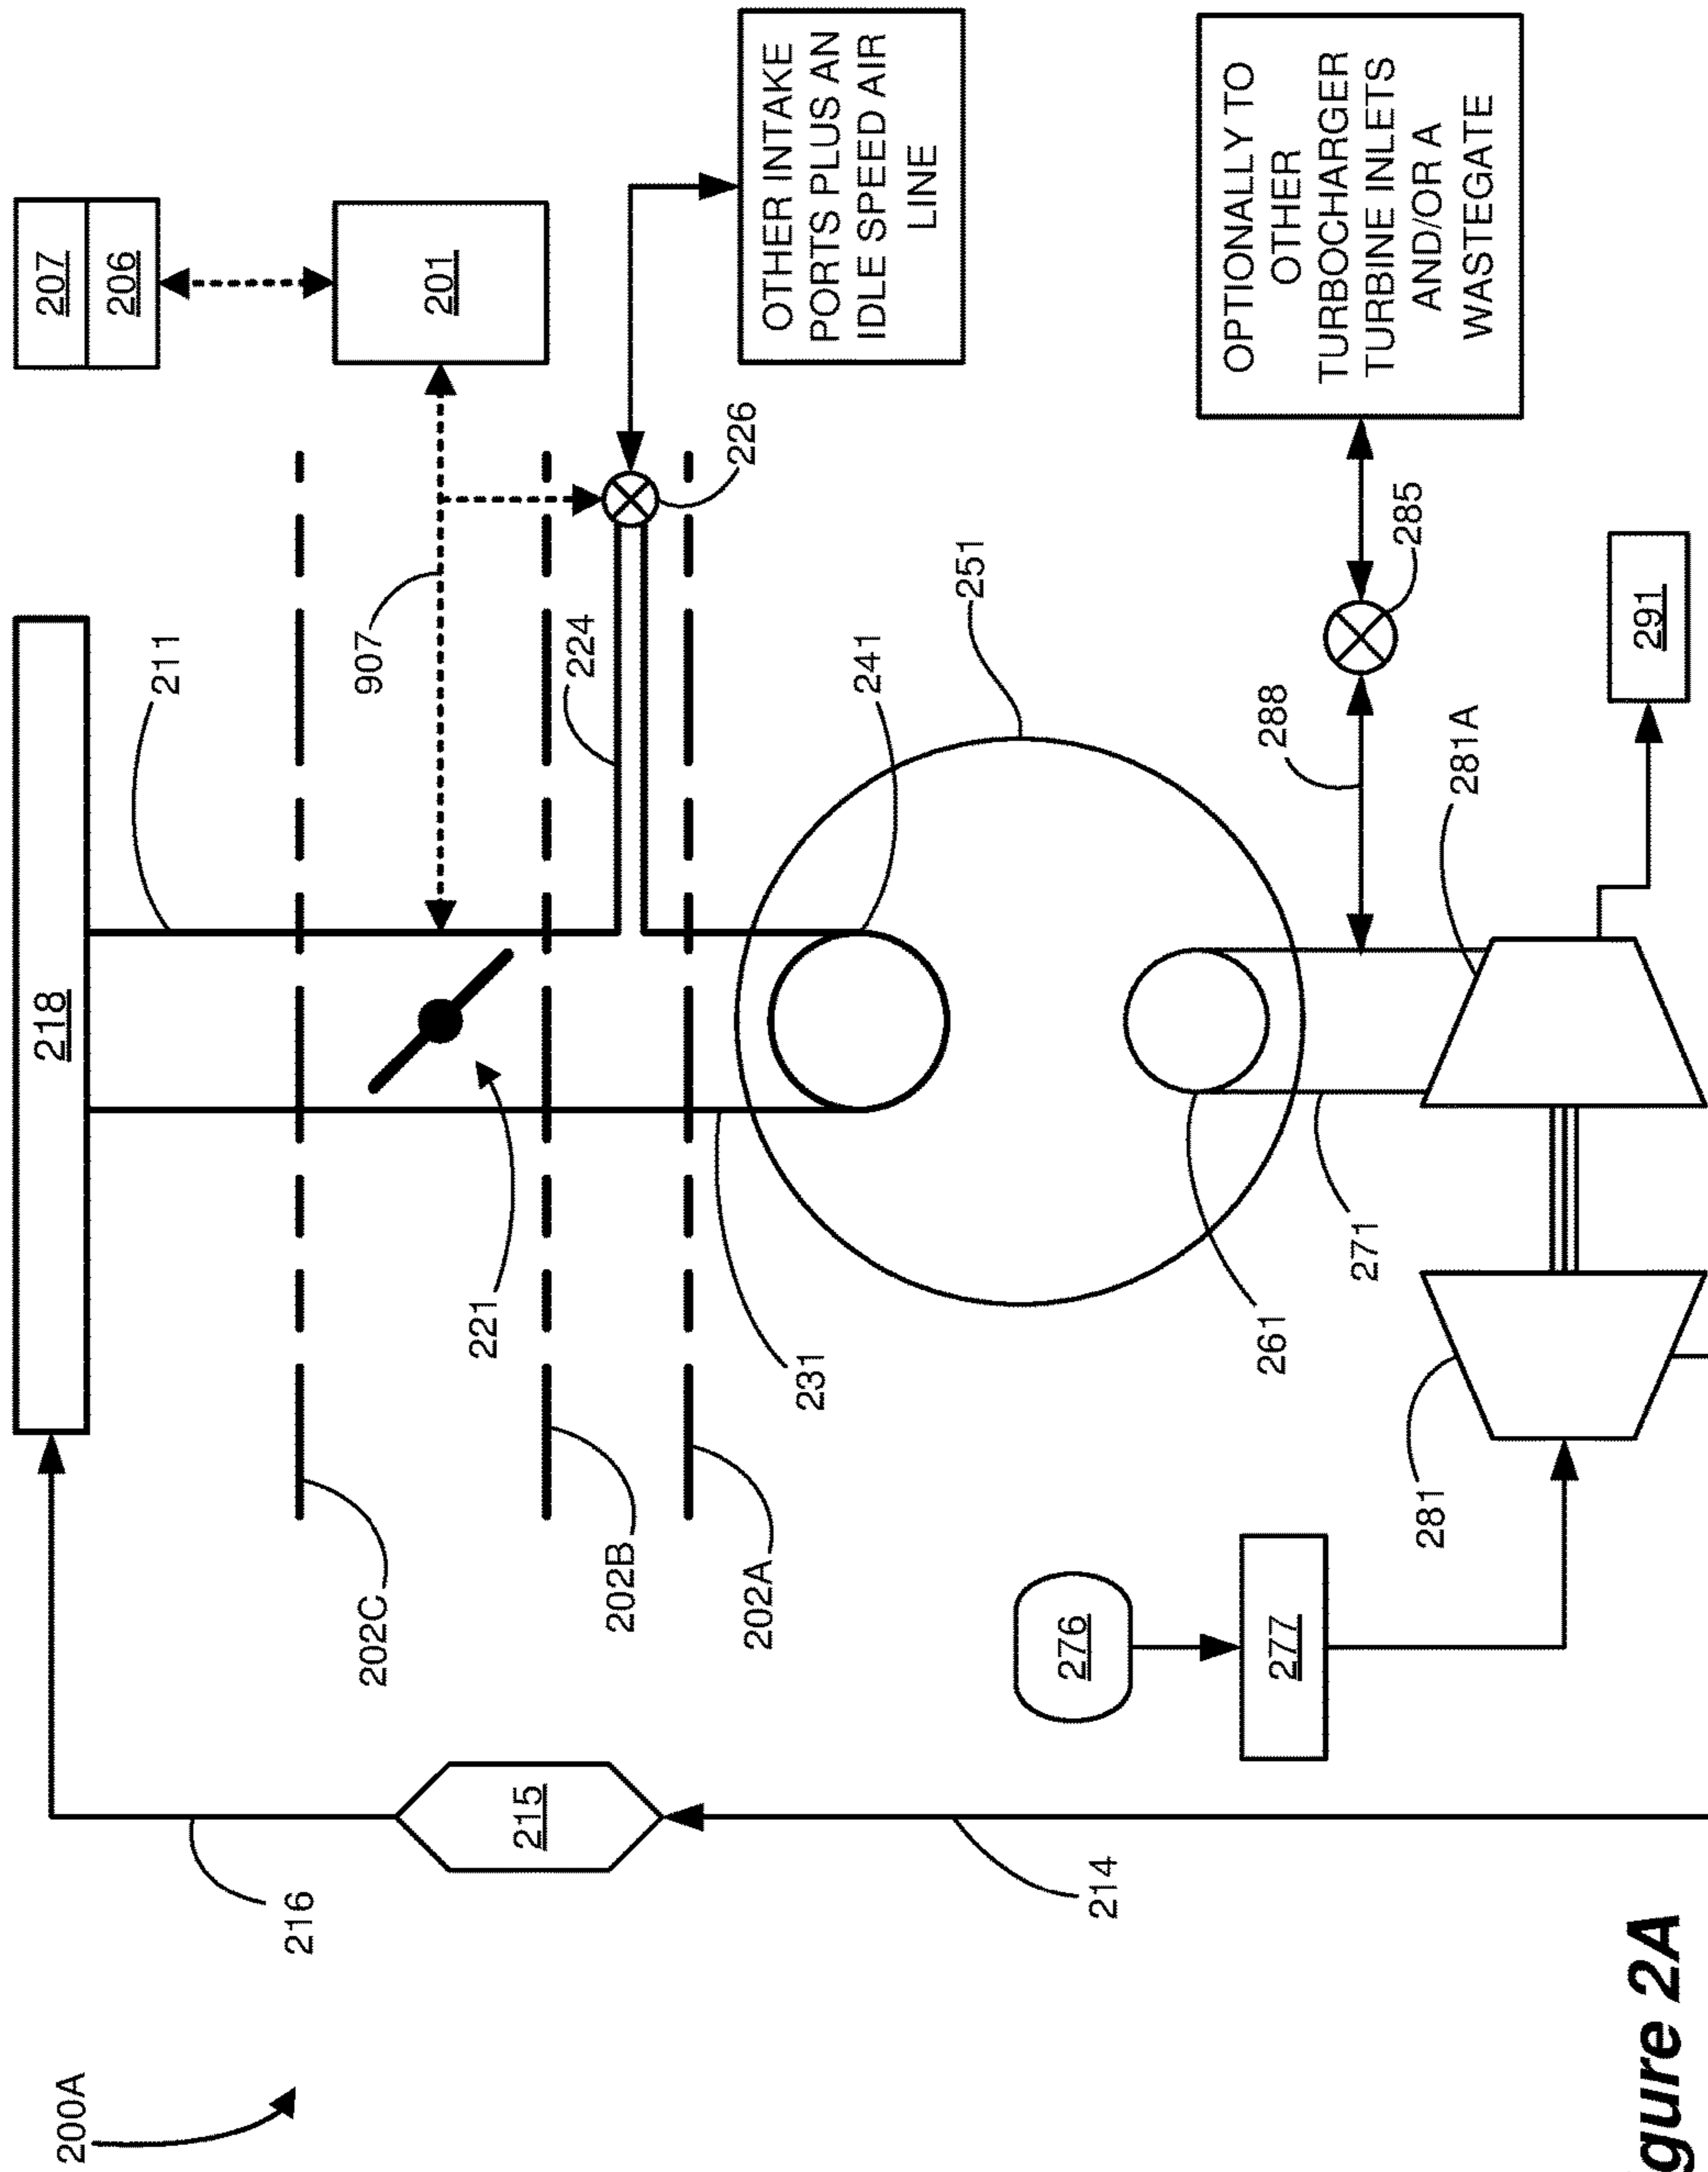 200A
216
215
214
218
211
207
206
201
907
202C
202B
202A
221
231
224
226
OTHER INTAKE
PORTS PLUS AN
IDLE SPEED AIR
LINE
241
251
261
271
276
277
281
281A
288
285
OPTIONALLY TO
OTHER
TURBOCHARGER
TURBINE INLETS
AND/OR A
WASTEGATE
291
gure 2A